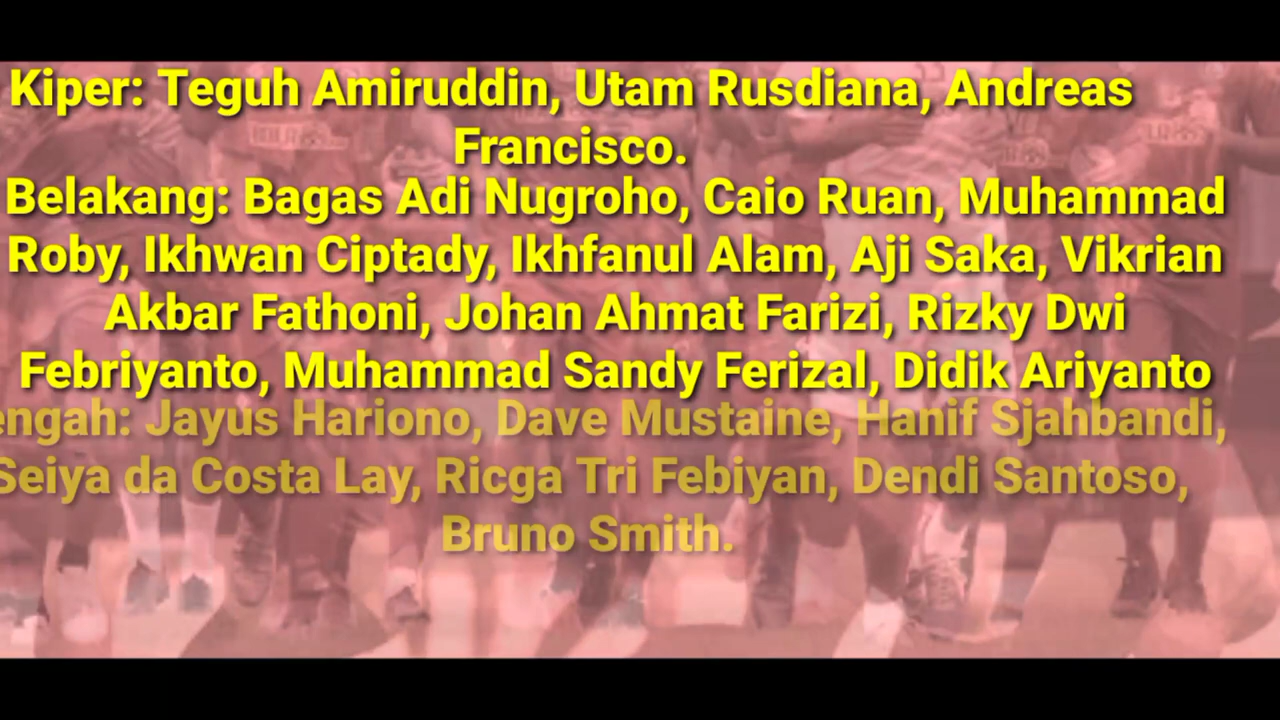 Kiper: Teguh Amiruddin, Utam Rusdiana, Andreas
Francisco.
Belakang: Bagas Adi Nugroho, Caio Ruan, Muhammad
Roby, Ikhwan Ciptady, Ikhfanul Alam, Aji Saka, Vikrian
Akbar Fathoni, Johan Ahmat Farizi, Rizky Dwi
Febriyanto, Muhammad Sandy Ferizal, Didik Ariyanto
engah: Jayus Hariono, Dave Mustaine, Hanif Sjahbandi,
Seiya da Costa Lay, Ricga Tri Febiyan, Dendi Santoso,
Bruno Smith.